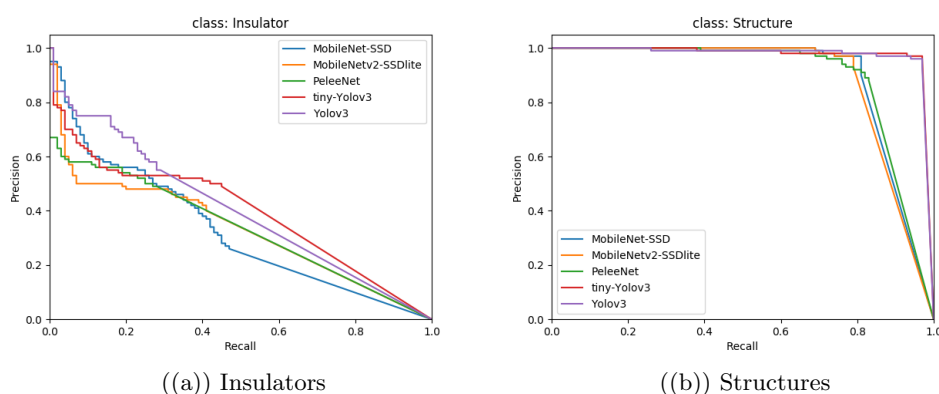 class: Insulator
1.0
0.8
0.6
0.4
0.2
0.0
Precision
MobileNet-SSD
MobileNetv2-SSDlite
PeleeNet
tiny-Yolov3
Yolov3
0.0 0.2 0.4 0.6 0.8 1.0
Recall
((a)) Insulators
class: Structure
1.0
0.8
0.6
0.4
0.2
0.0
Precision
MobileNet-SSD
MobileNetv2-SSDlite
PeleeNet
tiny-Yolov3
Yolov3
0.0 0.2 0.4 0.6 0.8 1.0
Recall
((b)) Structures